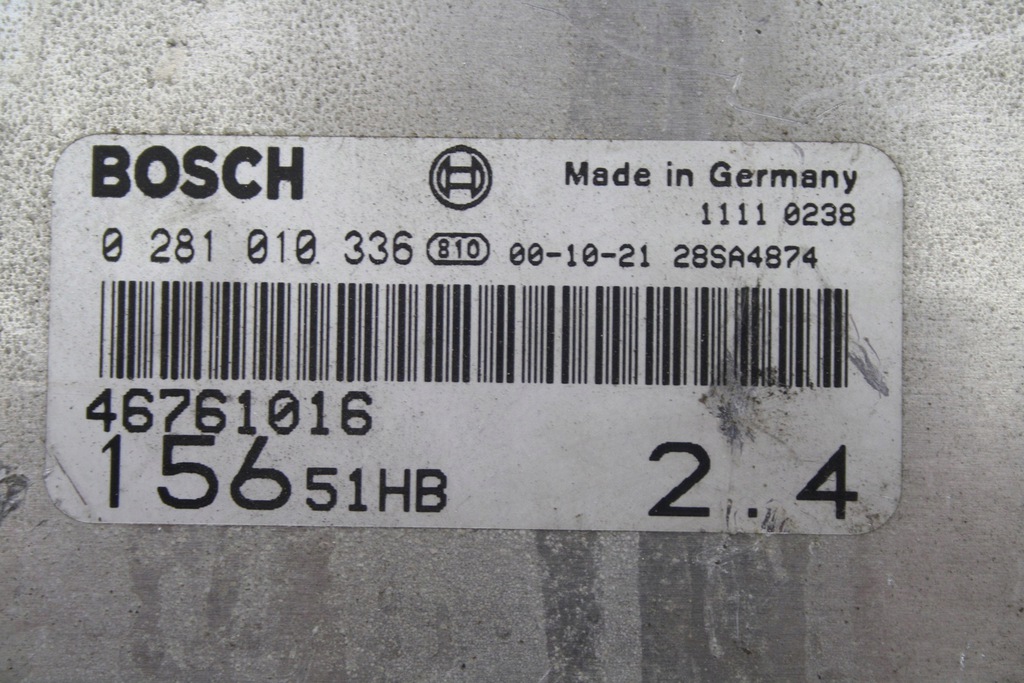 BOSCH Made in Germany
1111 0238
0 281 010 336 810 00-10-21 28SA4874
46761016
156 51HB 2.4